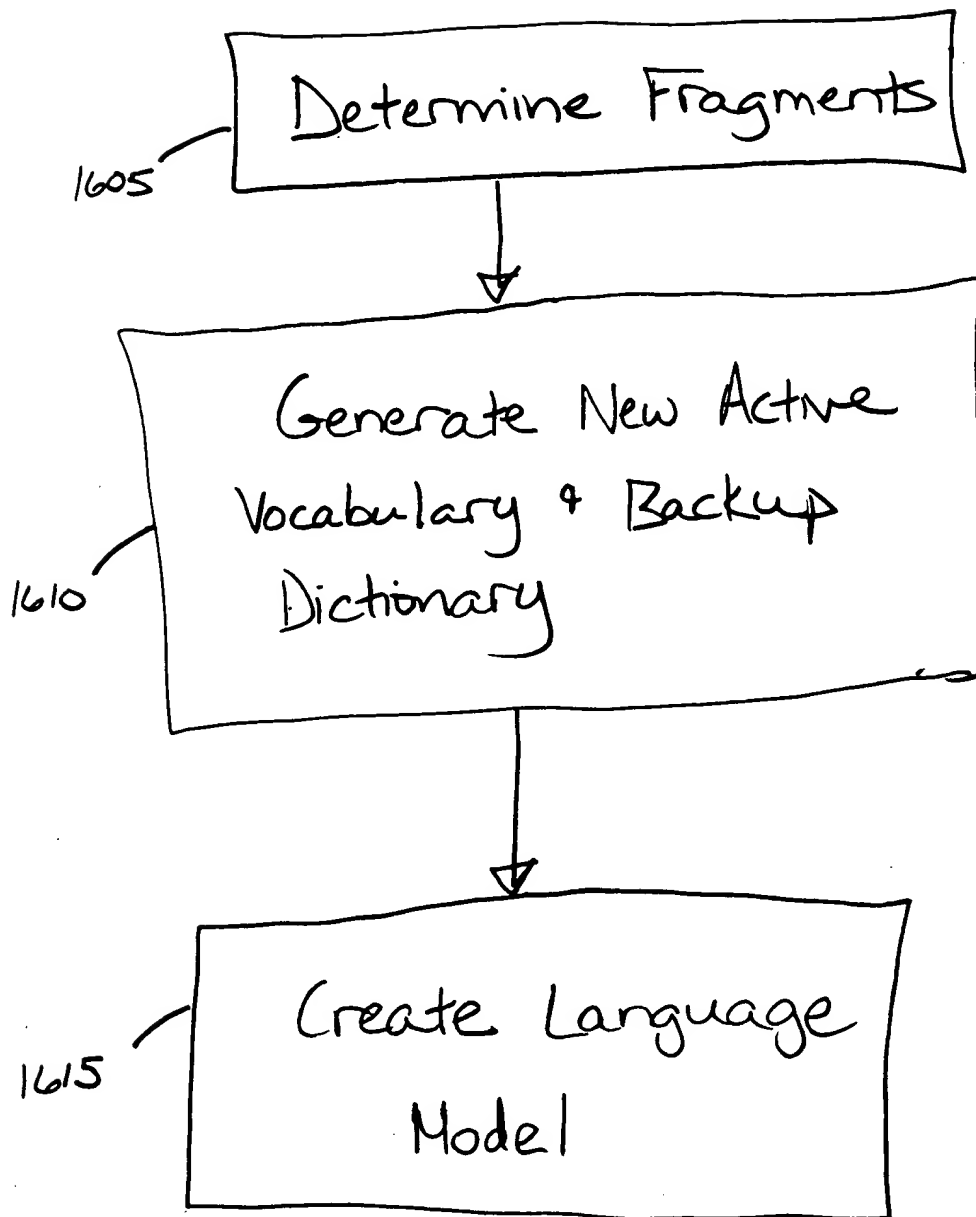 Determine Fragments
1605
Generate New Active
Vocabulary & Backup
1610
Dictionary
Create Language
1615
Model